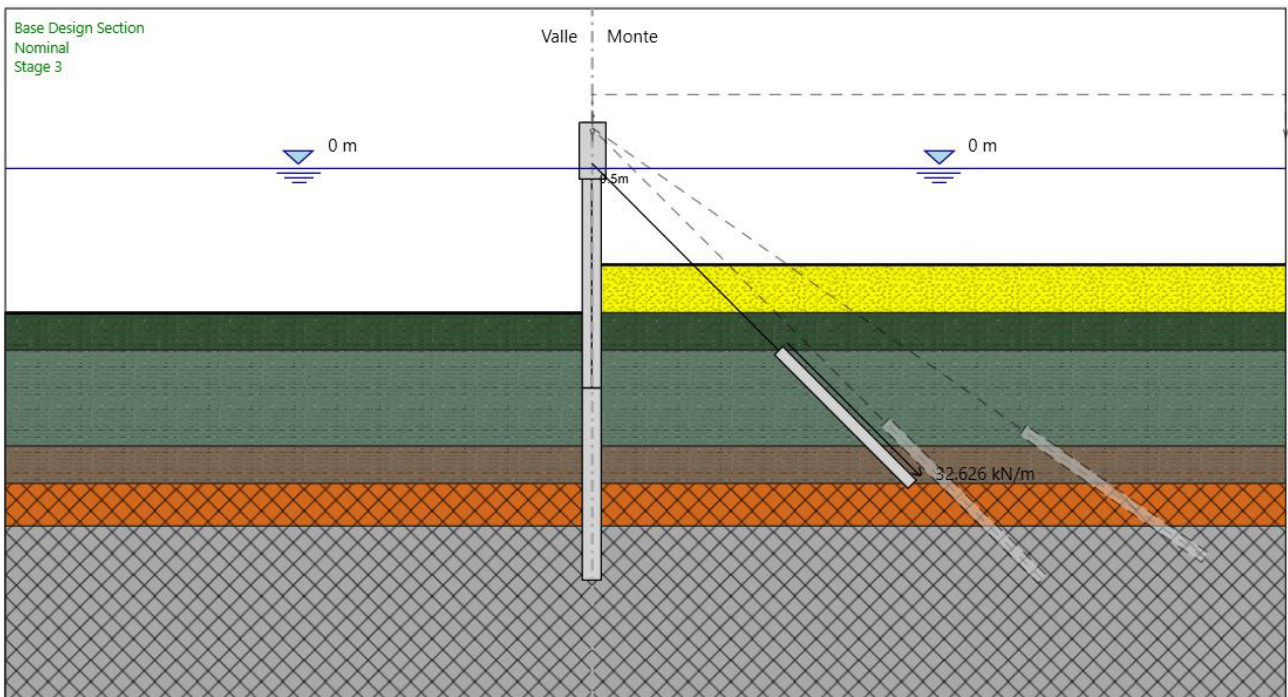 Base Design Section
Nominal
Stage 3
Valle
Monte
0 m
0 m
32.626 kN/m